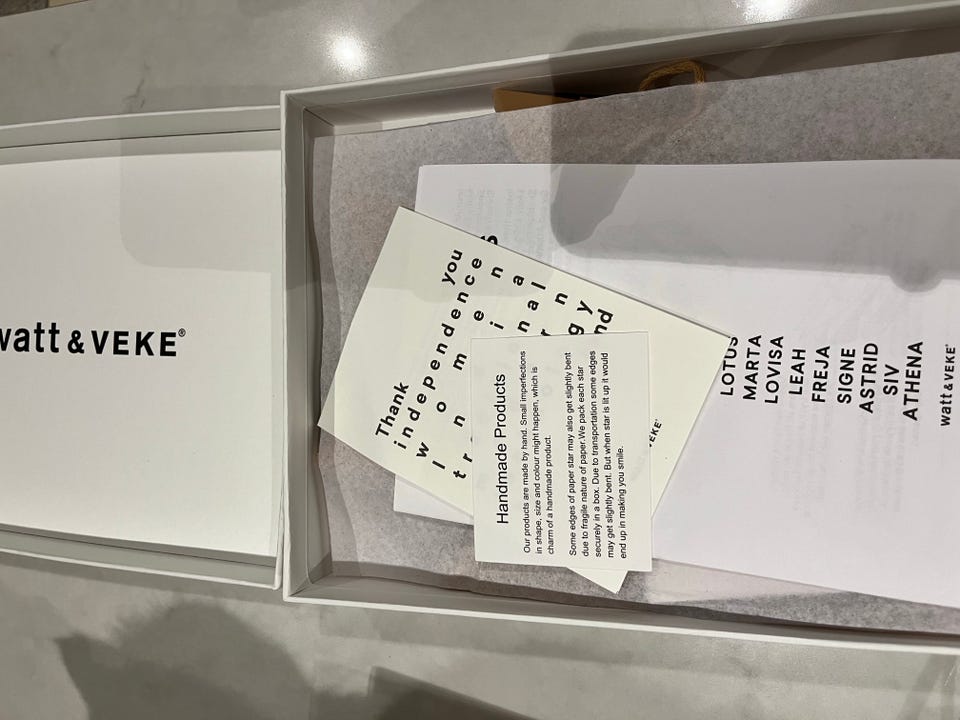 watt & VEKE®
Thank you
independence
w o m e n
t r
Handmade Products
Our products are made by hand. Small imperfections
in shape, size and colour might happen, which is
charm of a handmade product.
Some edges of paper star may also get slightly bent
due to fragile nature of paper.We pack each star
securely in a box. Due to transportation some edges
may get slightly bent. But when star is lit up it would
end up in making you smile.
VEKE®
LOTUS
MARTA
LOVISA
LEAH
FREJA
SIGNE
ASTRID
SIV
ATHENA
watt & VEKE®